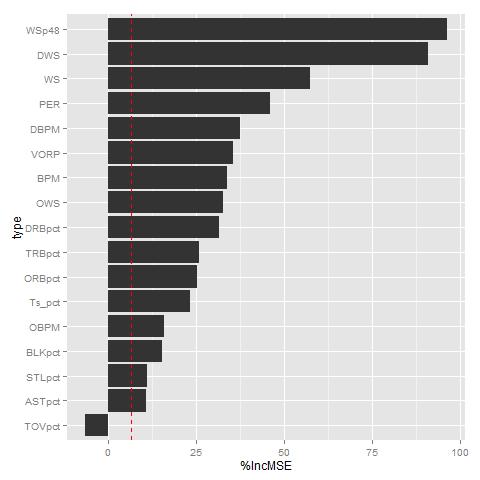 WSp48
DWS
WS
PER
DBPM
VORP
BPM
OWS
DRBpct
TRBpct
ORBpct
Ts_pct
OBPM
BLKpct
STLpct
ASTpct
TOVpct
type
0 25 50 75 100
%IncMSE